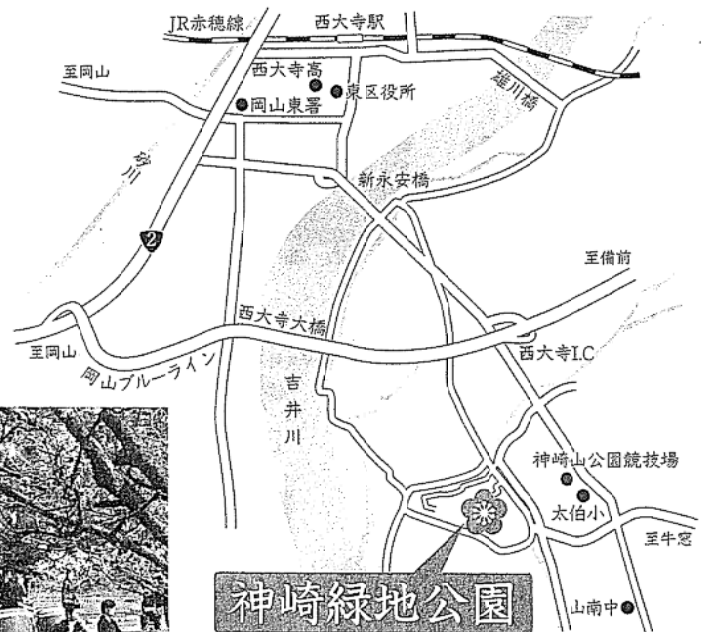 JR赤穂線
西大寺駅
至岡山
西大寺高
東区役所
岡山東署
雄川橋
砂川
新永安橋
2
至備前
西大寺大橋
至岡山
岡山ブルーライン
西大寺I.C
吉井川
神崎山公園競技場
太伯小
至牛窓
神崎緑地公園
山南中